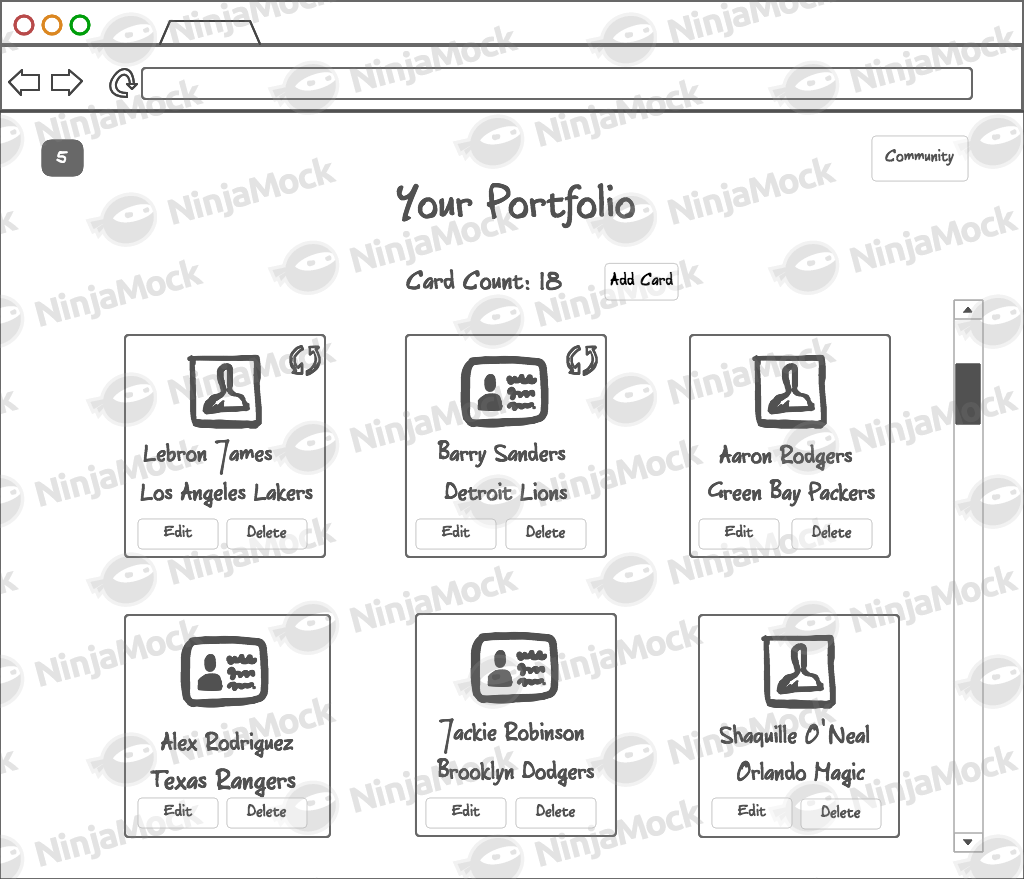 5
Community
Your Portfolio
Card Count: 18
Add Card
Lebron James
Los Angeles Lakers
Edit
Delete
Barry Sanders
Detroit Lions
Edit
Delete
Aaron Rodgers
Green Bay Packers
Edit
Delete
Alex Rodriguez
Texas Rangers
Edit
Delete
Jackie Robinson
Brooklyn Dodgers
Edit
Delete
Shaquille O'Neal
Orlando Magic
Edit
Delete
NinjaMock